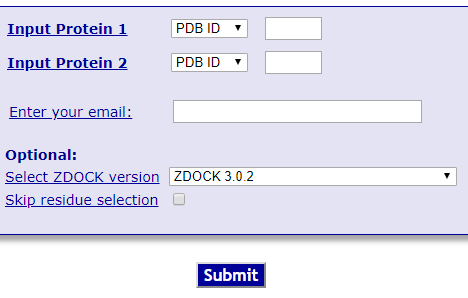 Input Protein 1 PDB ID
Input Protein 2 PDB ID
Enter your email:
Optional:
Select ZDOCK version ZDOCK 3.0.2
Skip residue selection
Submit